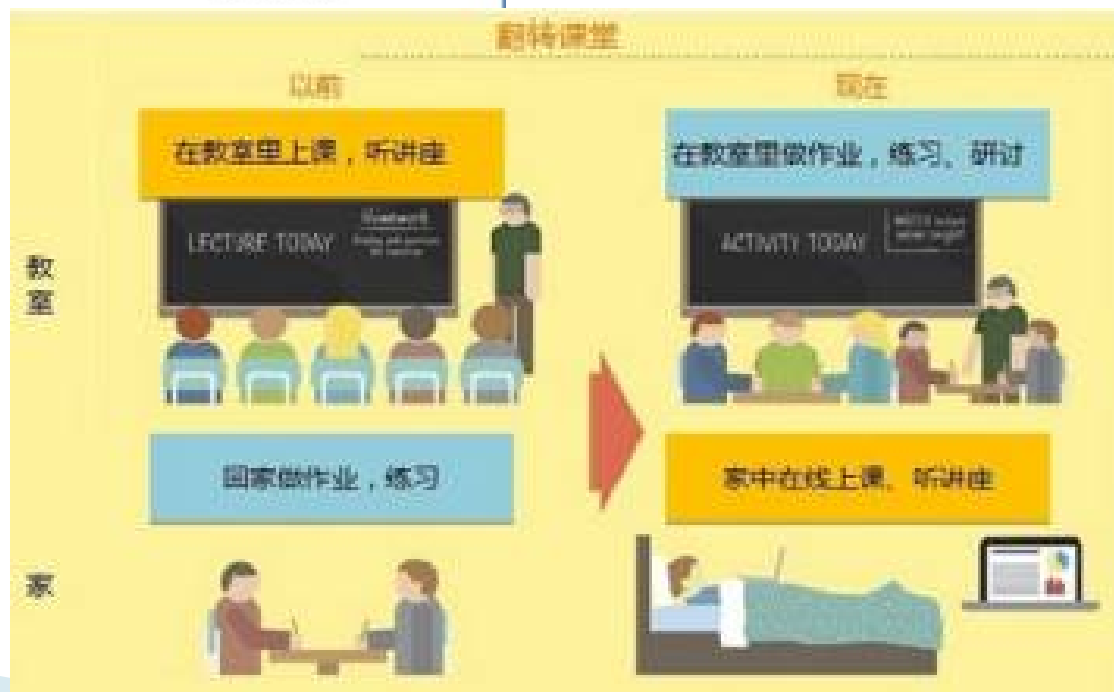 翻转课堂
以前
现在
在教室里上课，听讲座
在教室里做作业，练习、研讨
LECTURE TODAY
Homework
ACTIVITY TODAY
教室
回家做作业，练习
家中在线上课、听讲座
家